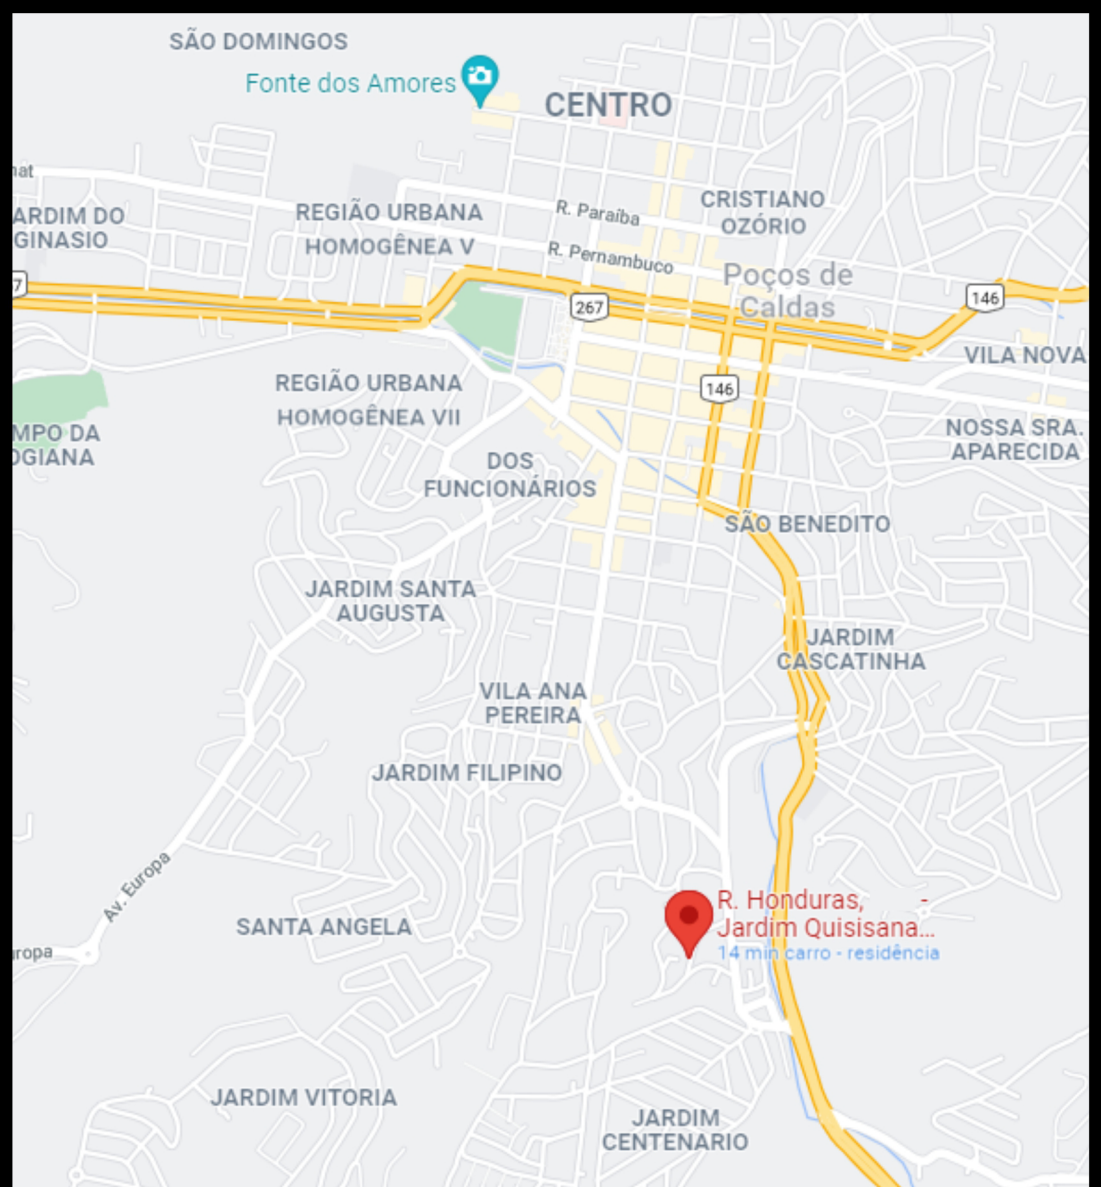 SÃO DOMINGOS
Fonte dos Amores
CENTRO
nat
ARDIM DO
GINASIO
REGIÃO URBANA
HOMOGÊNEA V
R. Paraíba
CRISTIANO
OZÓRIO
R. Pernambuco
Poços de
Caldas
7
267
146
VILA NOVA
REGIÃO URBANA
HOMOGÊNEA VII
146
MPO DA
OGIANA
NOSSA SRA.
APARECIDA
DOS
FUNCIONÁRIOS
SÃO BENEDITO
JARDIM SANTA
AUGUSTA
JARDIM
CASCATINHA
VILA ANA
PEREIRA
JARDIM FILIPINO
Av. Europa
R. Honduras, -
Jardim Quisisana...
14 min carro - residência
SANTA ANGELA
uropa
JARDIM VITORIA
JARDIM
CENTENARIO